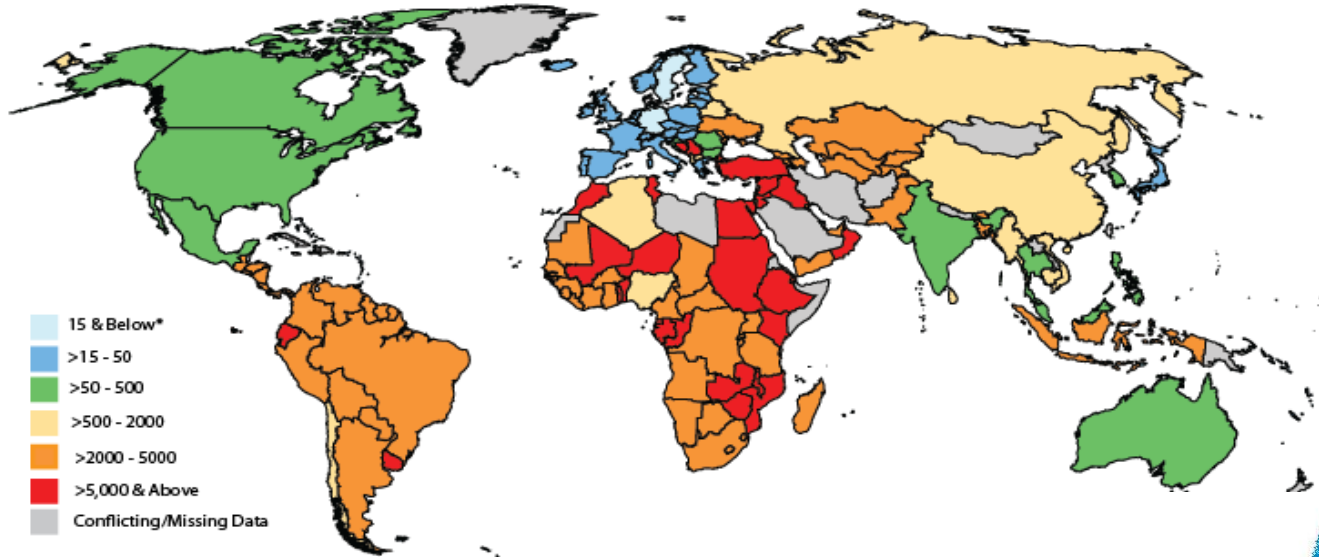 15 & Below*
>15 - 50
>50 - 500
>500 - 2000
>2000 - 5000
>5,000 & Above
Conflicting/Missing Data